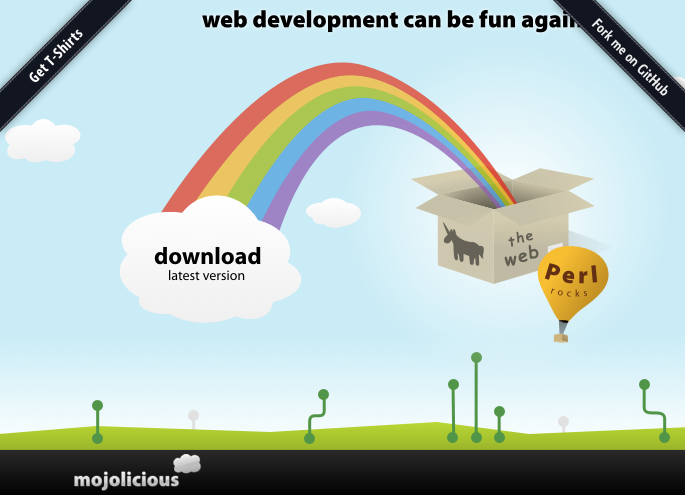 web development can be fun again
Get T-Shirts
Fork me on GitHub
download
latest version
the
web
Perl
rocks
mojolicious